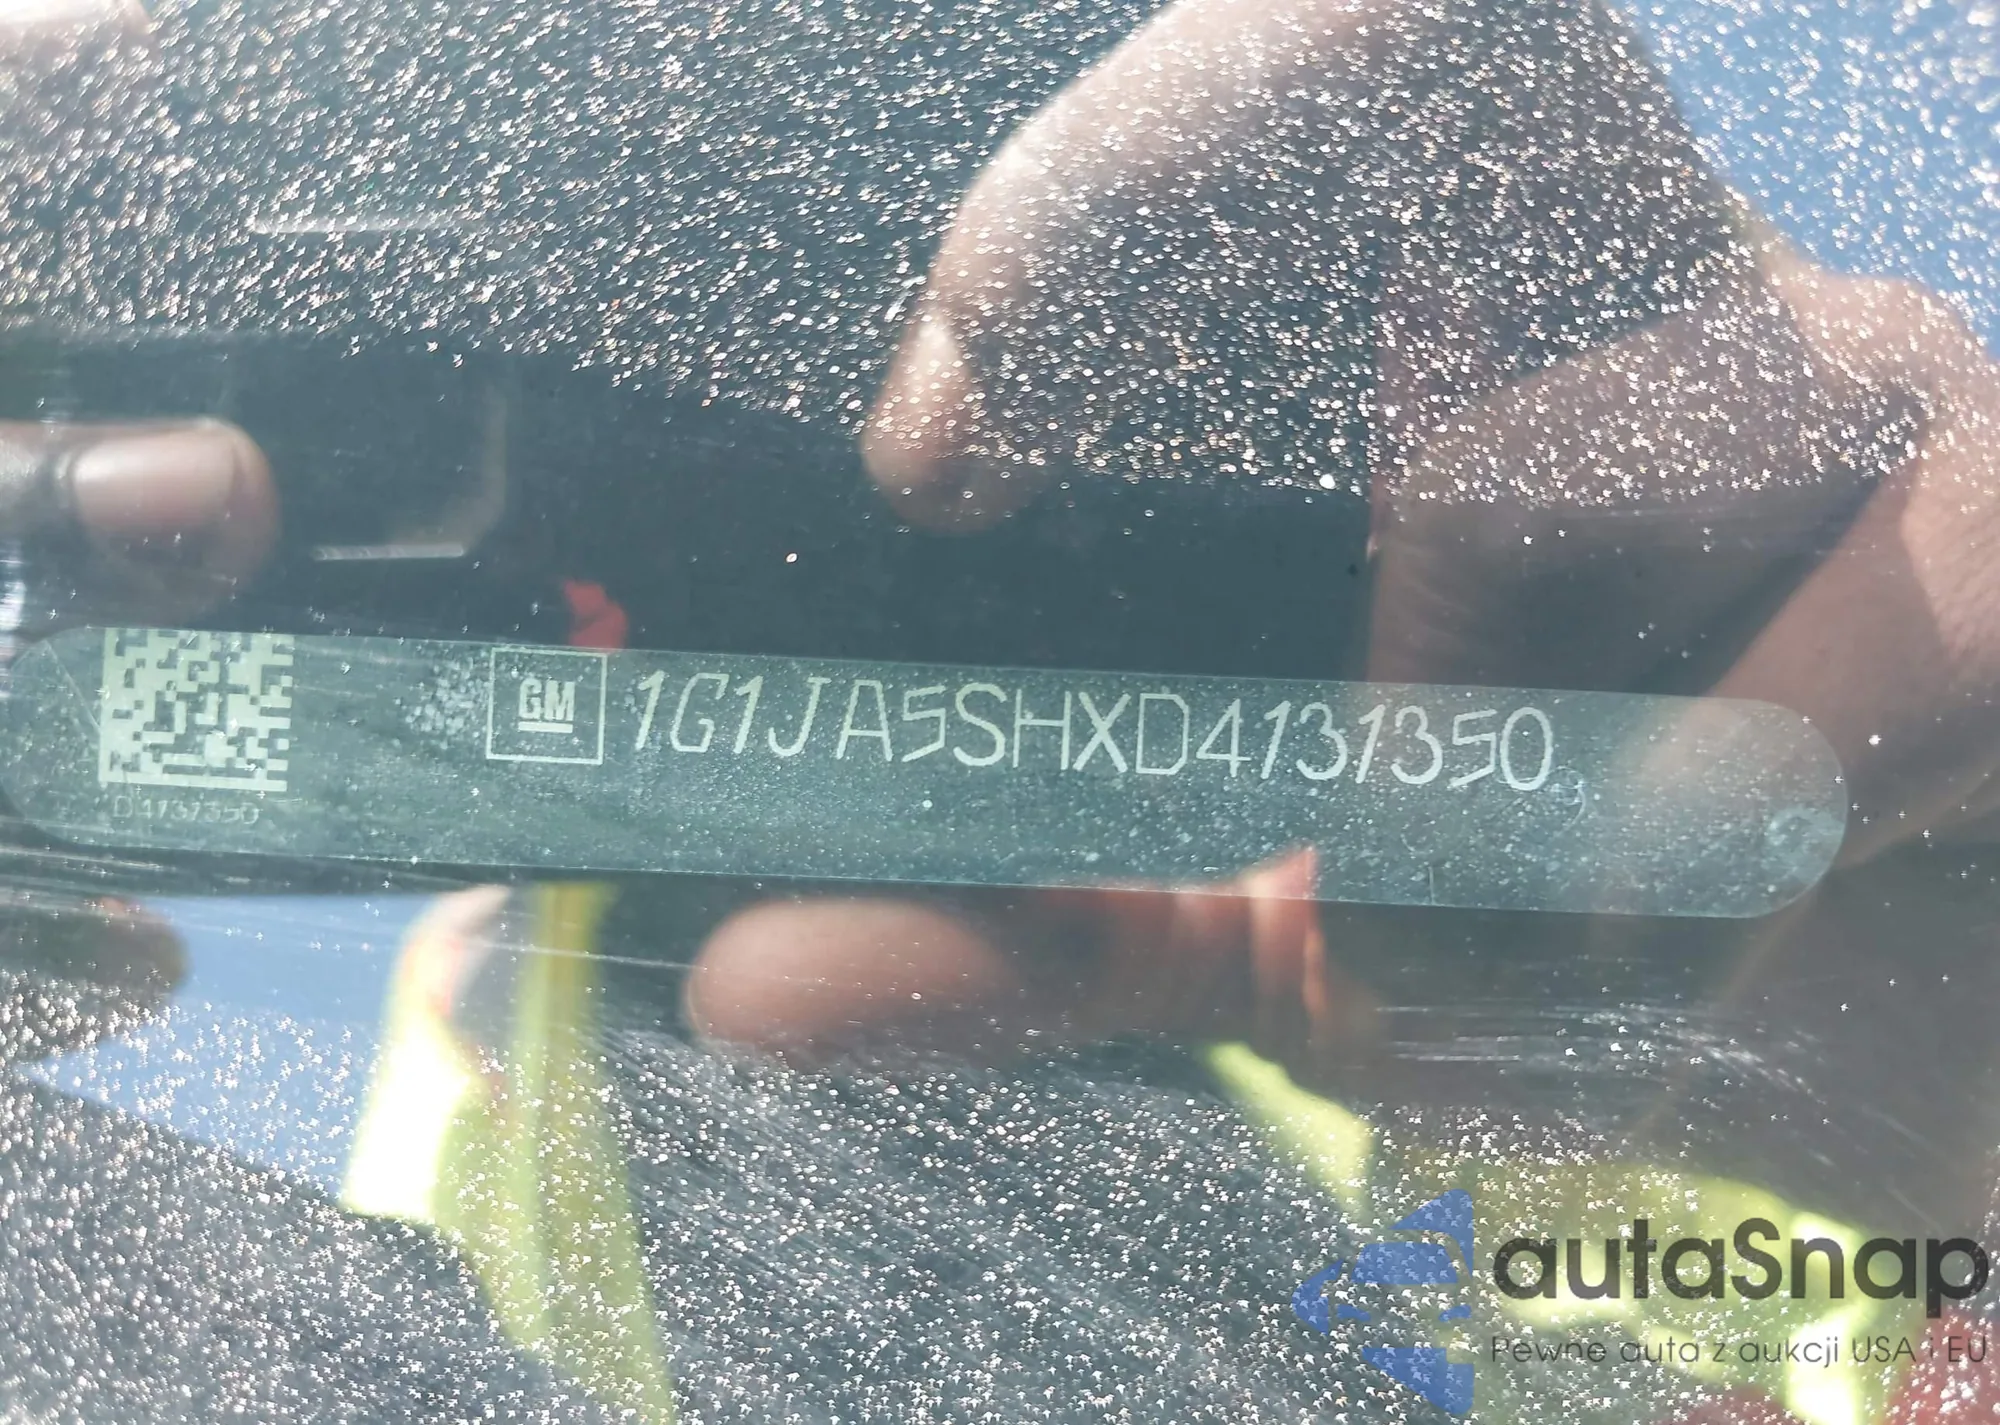 GM 1G1JA5SHXD4131350
D4131350
autaSnap
Pewne auta z aukcji USA i EU